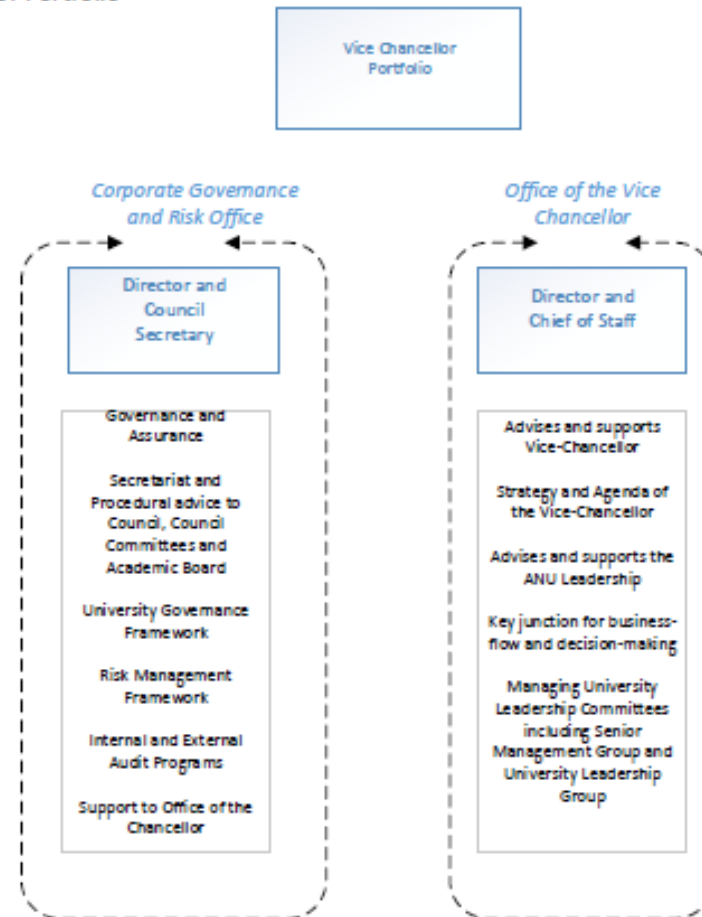 Vice Chancellor
Portfolio
Corporate Governance
and Risk Office
Director and
Council
Secretary
Governance and
Assurance
Secretariat and
Procedural advice to
Council, Council
Committees and
Academic Board
University Governance
Framework
Risk Management
Framework
Internal and External
Audit Programs
Support to Office of the
Chancellor
Office of the Vice
Chancellor
Director and
Chief of Staff
Advises and supports
Vice-Chancellor
Strategy and Agenda of
the Vice-Chancellor
Advises and supports the
ANU Leadership
Key junction for business-
flow and decision-making
Managing University
Leadership Committees
including Senior
Management Group and
University Leadership
Group